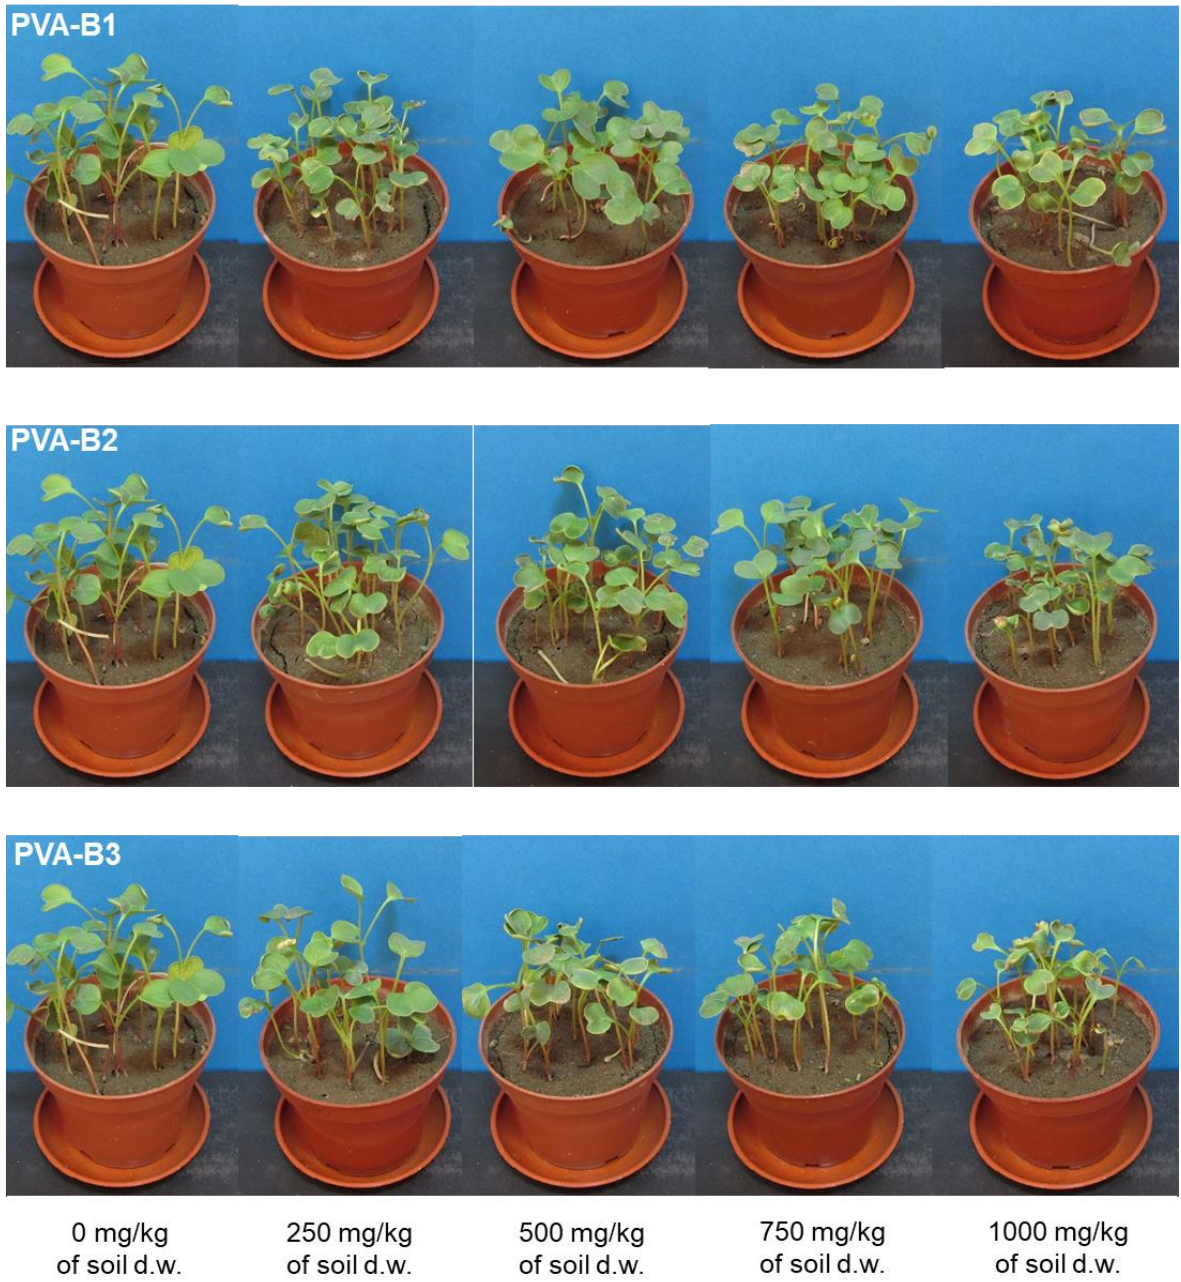 PVA-B1
PVA-B2
PVA-B3
0 mg/kg
of soil d.w.
250 mg/kg
of soil d.w.
500 mg/kg
of soil d.w.
750 mg/kg
of soil d.w.
1000 mg/kg
of soil d.w.